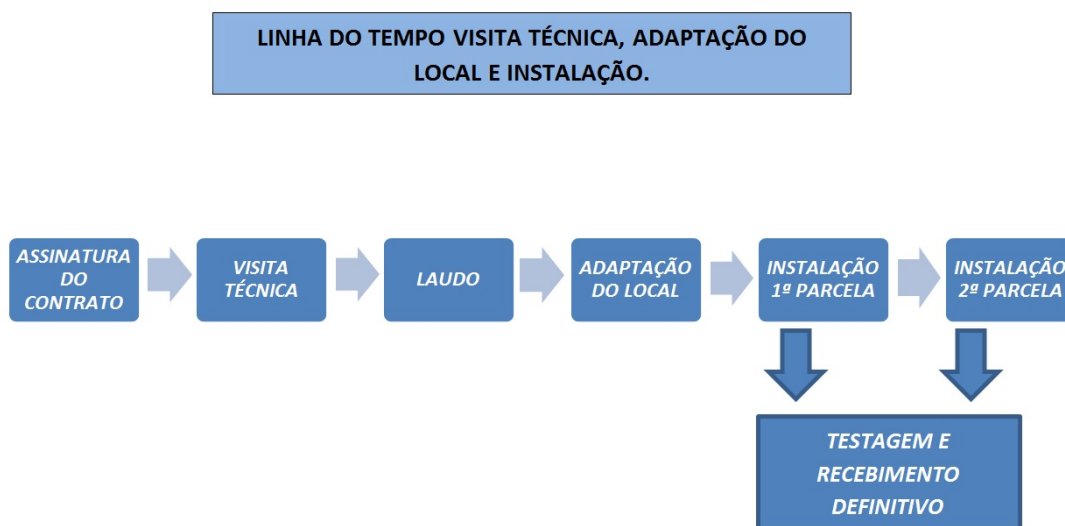 LINHA DO TEMPO VISITA TÉCNICA, ADAPTAÇÃO DO
LOCAL E INSTALAÇÃO.
ASSINATURA
DO
CONTRATO
VISITA
TÉCNICA
LAUDO
ADAPTAÇÃO
DO LOCAL
INSTALAÇÃO
1ª PARCELA
INSTALAÇÃO
2ª PARCELA
TESTAGEM E
RECEBIMENTO
DEFINITIVO